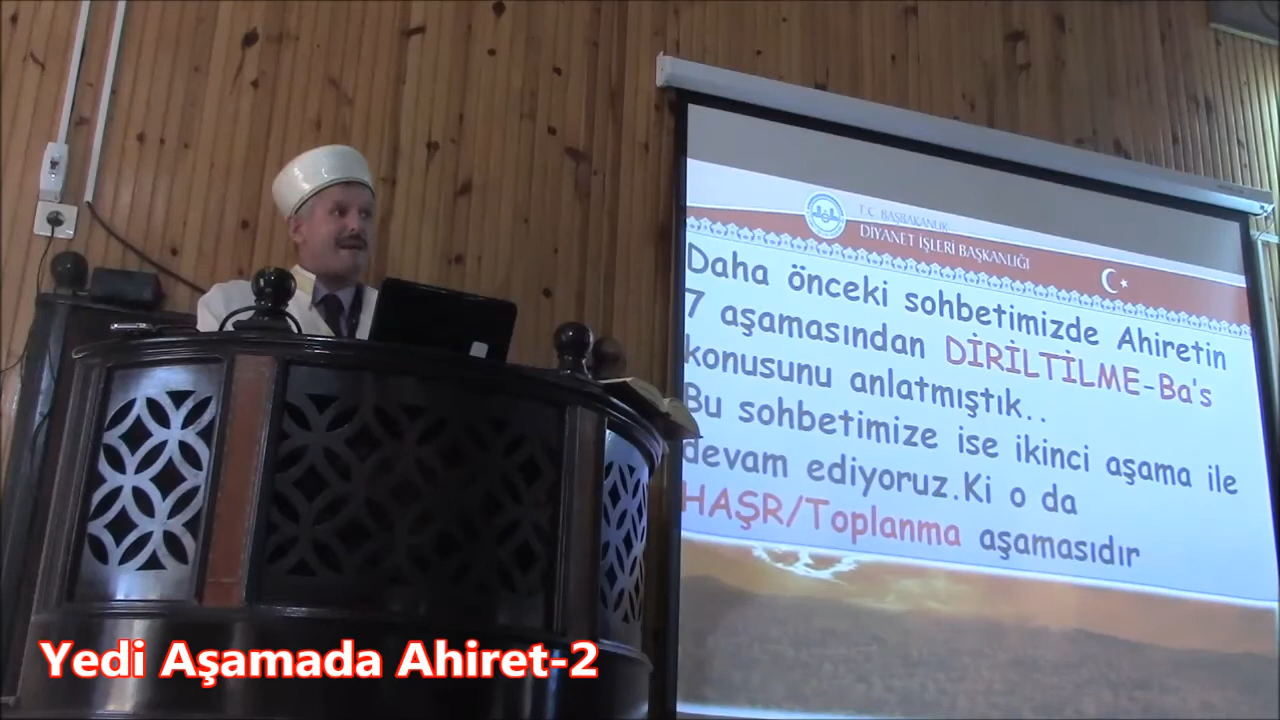 T.C. BAŞBAKANLIK
DİYANET İŞLERİ BAŞKANLIĞI
Daha önceki sohbetimizde Ahiretin
7 aşamasından DİRİLTİLME-Ba's
konusunu anlatmıştık..
Bu sohbetimize ise ikinci aşama ile
devam ediyoruz.Ki o da
HAŞR/Toplanma aşamasıdır
Yedi Aşamada Ahiret-2